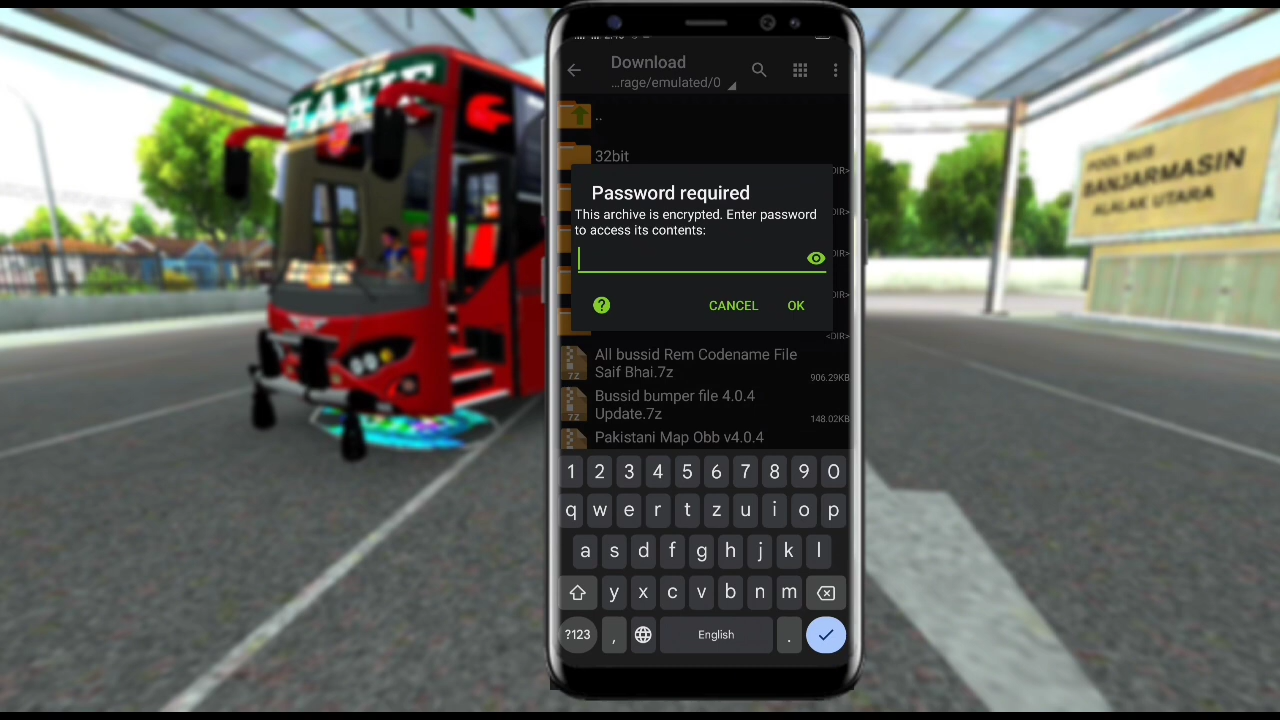 Download
...rage/emulated/0
..
32bit
<DIR>
Password required
This archive is encrypted. Enter password
to access its contents:
CANCEL OK
<DIR>
All bussid Rem Codename File
Saif Bhai.7z
906.29KB
Bussid bumper file 4.0.4
Update.7z
148.02KB
Pakistani Map Obb v4.0.4
1 2 3 4 5 6 7 8 9 0
q w e r t z u i o p
a s d f g h j k l
y x c v b n m
?123 , English .
POOL BUS
BANJARMASIN
ALALAK UTARA